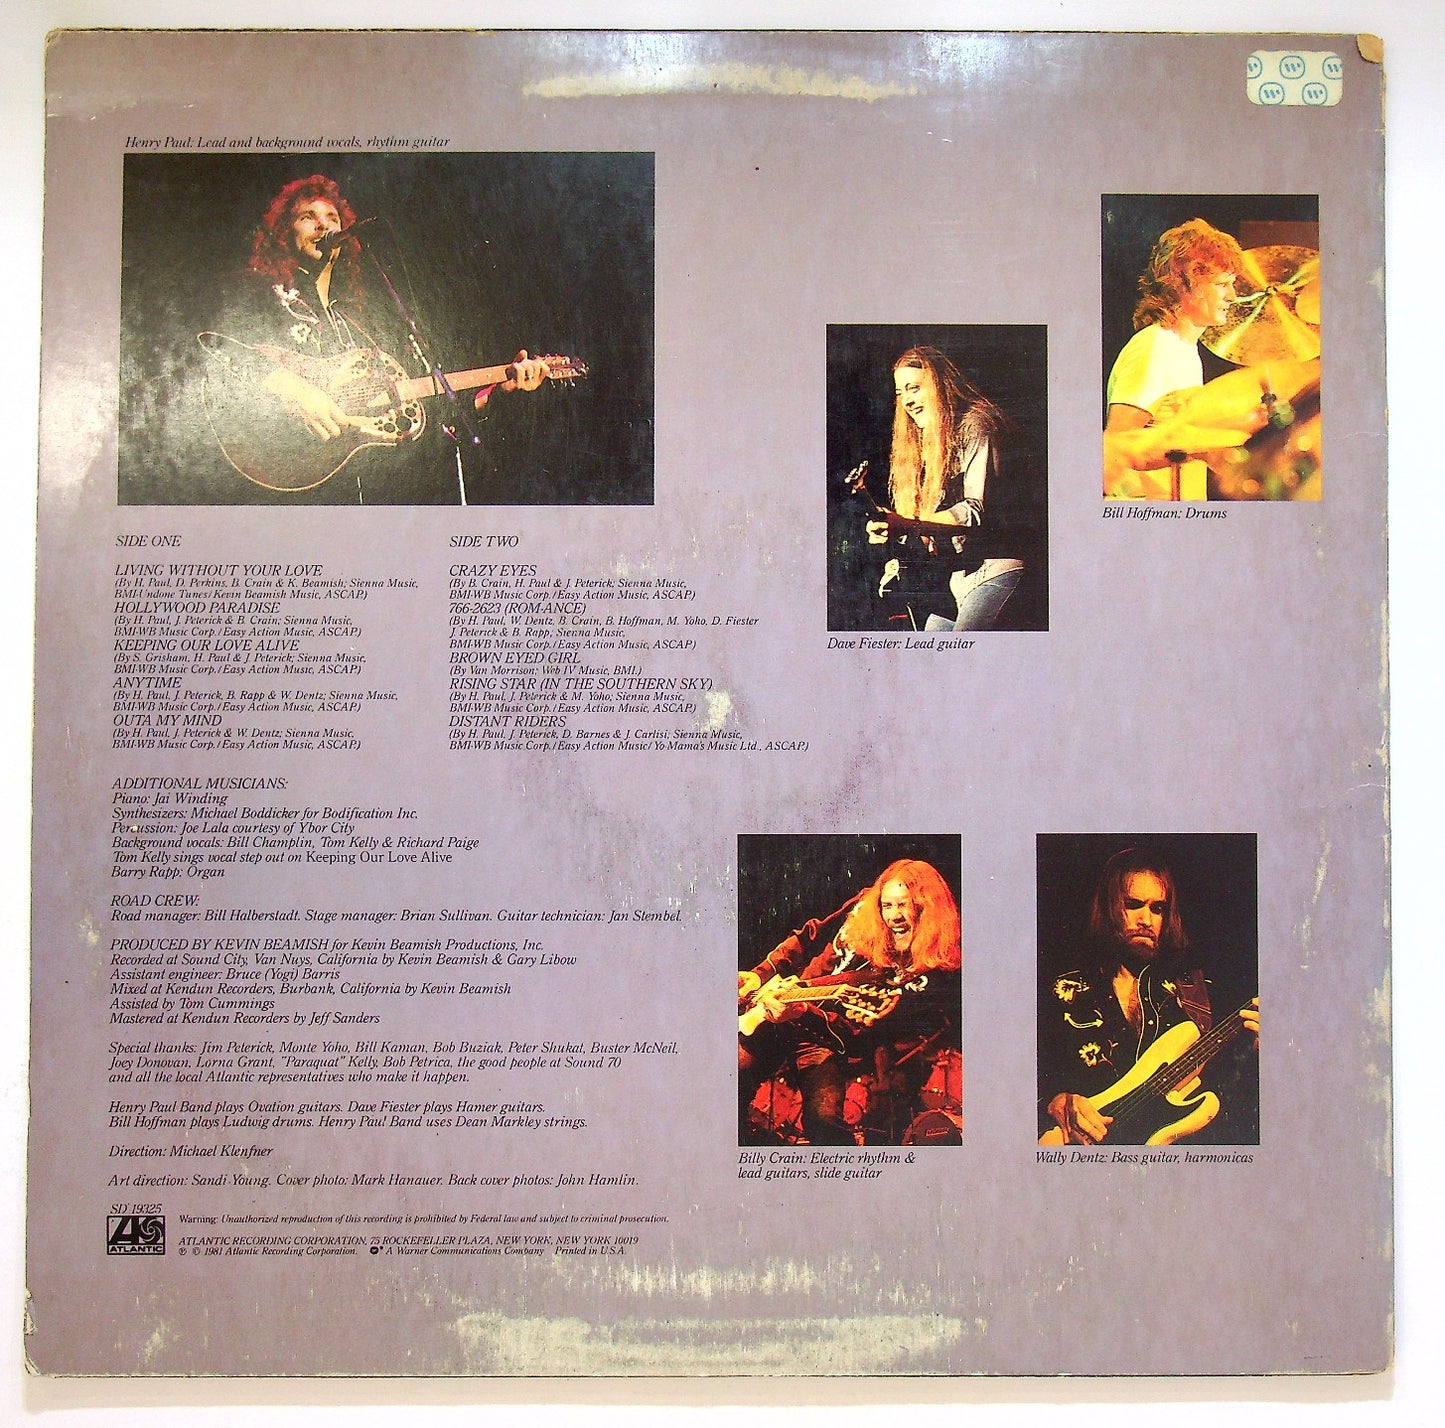 Henry Paul: Lead and background vocals, rhythm guitar
Bill Hoffman: Drums
Dave Fiester: Lead guitar
SIDE ONE
LIVING WITHOUT YOUR LOVE
(By H. Paul, D. Perkins, B. Crain & K. Beamish; Sienna Music,
BMI-Undone Tunes/Kevin Beamish Music, ASCAP.)
HOLLYWOOD PARADISE
(By H. Paul, J. Peterick & B. Crain; Sienna Music,
BMI-WB Music Corp./Easy Action Music, ASCAP.)
KEEPING OUR LOVE ALIVE
(By S. Grisham, H. Paul & J. Peterick; Sienna Music,
BMI-WB Music Corp./Easy Action Music, ASCAP.)
ANYTIME
(By H. Paul, J. Peterick, B. Rapp & W. Dentz; Sienna Music,
BMI-WB Music Corp./Easy Action Music, ASCAP.)
OUTA MY MIND
(By H. Paul, J. Peterick & W. Dentz; Sienna Music,
BMI-WB Music Corp./Easy Action Music, ASCAP.)
SIDE TWO
CRAZY EYES
(By B. Crain, H. Paul & J. Peterick; Sienna Music,
BMI-WB Music Corp./Easy Action Music, ASCAP.)
766-2623 (ROM-ANCE)
(By H. Paul, W. Dentz, B. Crain, B. Hoffman, M. Yoho, D. Fiester
J. Peterick & B. Rapp, Sienna Music,
BMI-WB Music Corp./Easy Action Music, ASCAP.)
BROWN EYED GIRL
(By Van Morrison; Web IV Music, BMI.)
RISING STAR (IN THE SOUTHERN SKY)
(By H. Paul, J. Peterick & M. Yoho; Sienna Music,
BMI-WB Music Corp./Easy Action Music, ASCAP.)
DISTANT RIDERS
(By H. Paul, J. Peterick, D. Barnes & J. Carlisi; Sienna Music,
BMI-WB Music Corp./Easy Action Music/Yo-Mama's Music Ltd., ASCAP.)
ADDITIONAL MUSICIANS:
Piano: Jai Winding
Synthesizers: Michael Boddicker for Bodification Inc.
Percussion: Joe Lala courtesy of Ybor City
Background vocals: Bill Champlin, Tom Kelly & Richard Paige
Tom Kelly sings vocal step out on Keeping Our Love Alive
Barry Rapp: Organ
ROAD CREW:
Road manager: Bill Halberstadt. Stage manager: Brian Sullivan. Guitar technician: Jan Stembel.
PRODUCED BY KEVIN BEAMISH for Kevin Beamish Productions, Inc.
Recorded at Sound City, Van Nuys, California by Kevin Beamish & Gary Libow
Assistant engineer: Bruce (Yogi) Barris
Mixed at Kendun Recorders, Burbank, California by Kevin Beamish
Assisted by Tom Cummings
Mastered at Kendun Recorders by Jeff Sanders
Special thanks: Jim Peterick, Monte Yoho, Bill Kaman, Bob Buziak, Peter Shukat, Buster McNeil,
Joey Donovan, Lorna Grant, "Paraquat" Kelly, Bob Petrica, the good people at Sound 70
and all the local Atlantic representatives who make it happen.
Henry Paul Band plays Ovation guitars. Dave Fiester plays Hamer guitars.
Bill Hoffman plays Ludwig drums. Henry Paul Band uses Dean Markley strings.
Direction: Michael Klenfner
Art direction: Sandi Young. Cover photo: Mark Hanauer. Back cover photos: John Hamlin.
Billy Crain: Electric rhythm &
lead guitars, slide guitar
Wally Dentz: Bass guitar, harmonicas
SD 19325
ATLANTIC
Warning: Unauthorized reproduction of this recording is prohibited by Federal law and subject to criminal prosecution.
ATLANTIC RECORDING CORPORATION, 75 ROCKEFELLER PLAZA, NEW YORK, NEW YORK 10019
℗ © 1981 Atlantic Recording Corporation. A Warner Communications Company Printed in U.S.A.